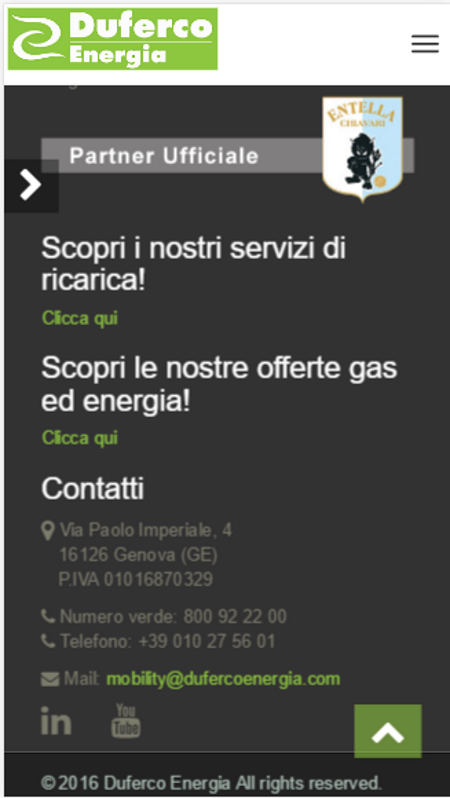 Duferco
Energia
ENTELLA
CHIAVARI
Partner Ufficiale
Scopri i nostri servizi di
ricarica!
Clicca qui
Scopri le nostre offerte gas
ed energia!
Clicca qui
Contatti
Via Paolo Imperiale, 4
16126 Genova (GE)
P.IVA 01016870329
Numero verde: 800 92 22 00
Telefono: +39 010 27 56 01
Mail: mobility@dufercoenergia.com
in
You
Tube
© 2016 Duferco Energia All rights reserved.